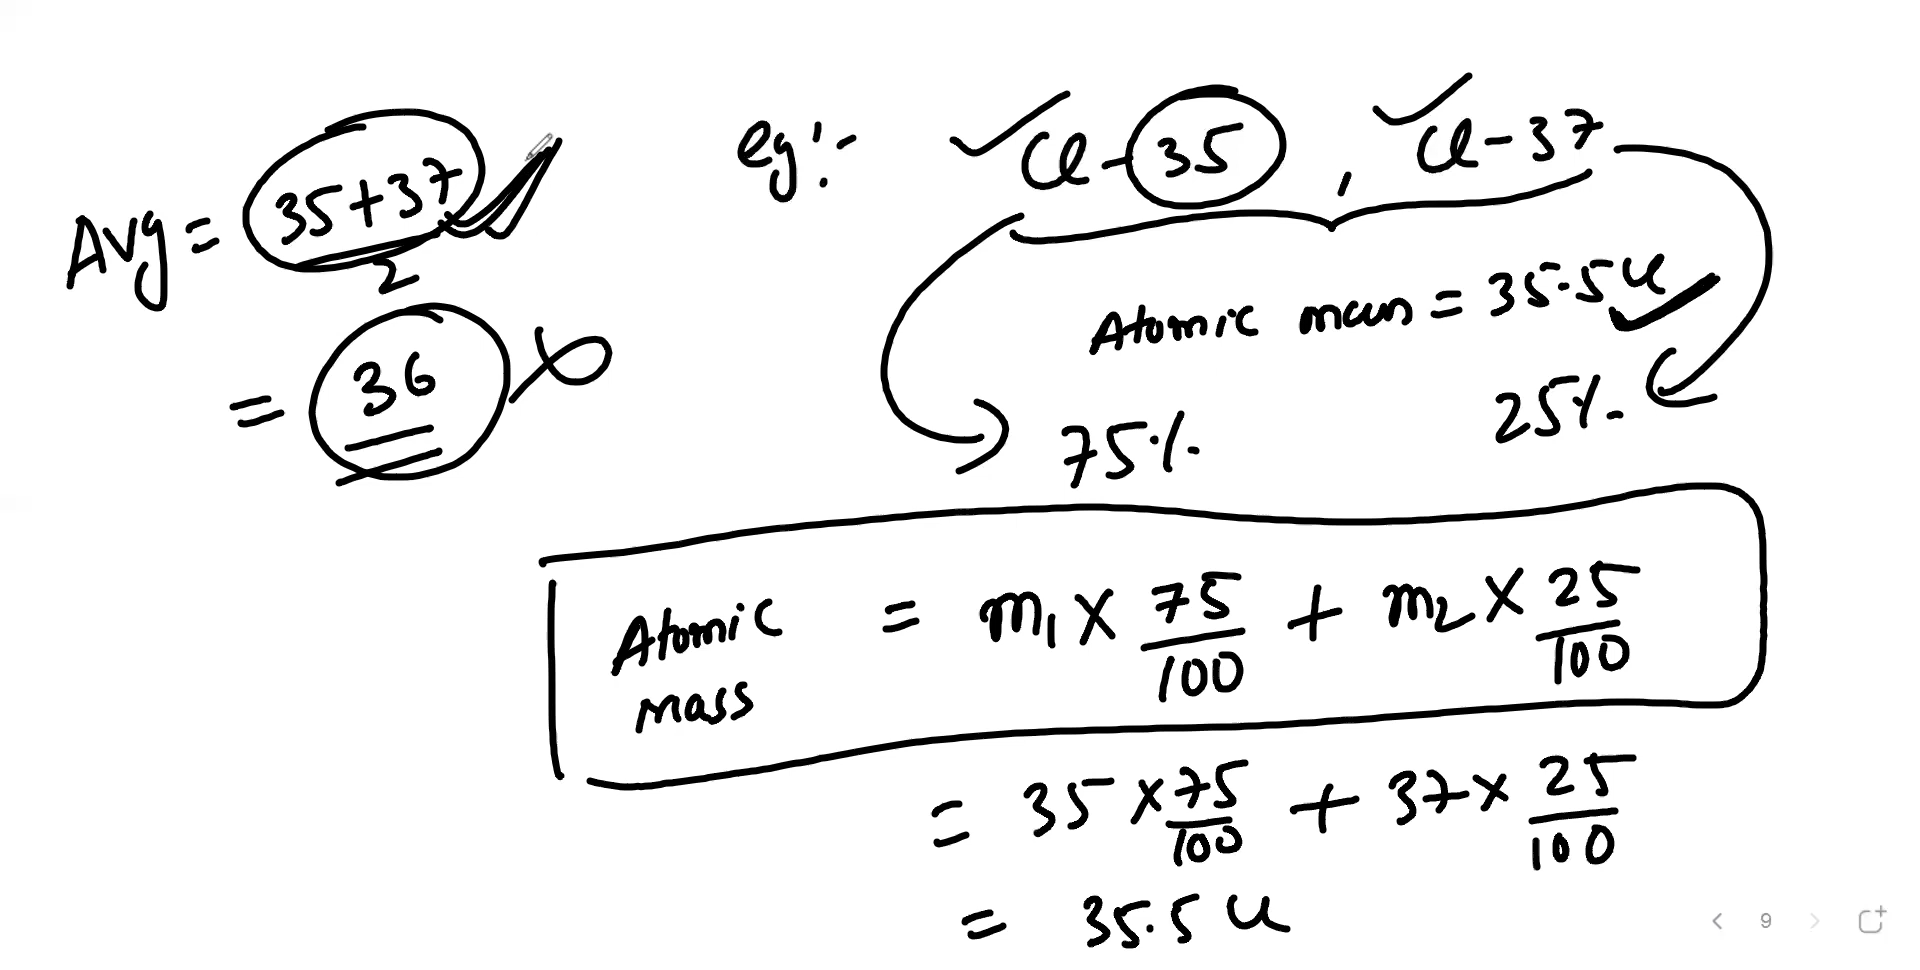 Avg = 35+37
2
= 36
eg:- Cl-35, Cl-37
Atomic mass = 35.5u
75% 25%
Atomic mass = m₁ × 75/100 + m₂ × 25/100
= 35 × 75/100 + 37 × 25/100
= 35.5 u
9